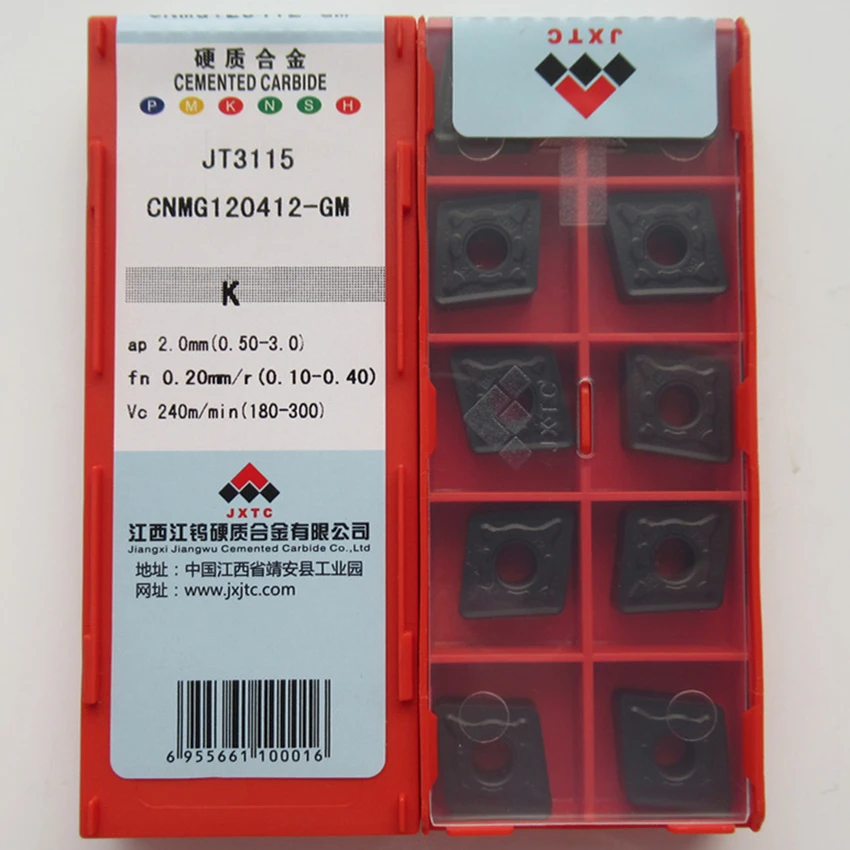 CNMG120412-GM
硬质合金
CEMENTED CARBIDE
P M K N S H
JT3115
CNMG120412-GM
K
ap 2.0mm(0.50-3.0)
fn 0.20mm/r(0.10-0.40)
Vc 240m/min(180-300)
JXTC
江西江钨硬质合金有限公司
Jiangxi Jiangwu Cemented Carbide Co.,Ltd
地址：中国江西省靖安县工业园
网址：www.jxjtc.com
6 955661 100016
JXTC
JXTC